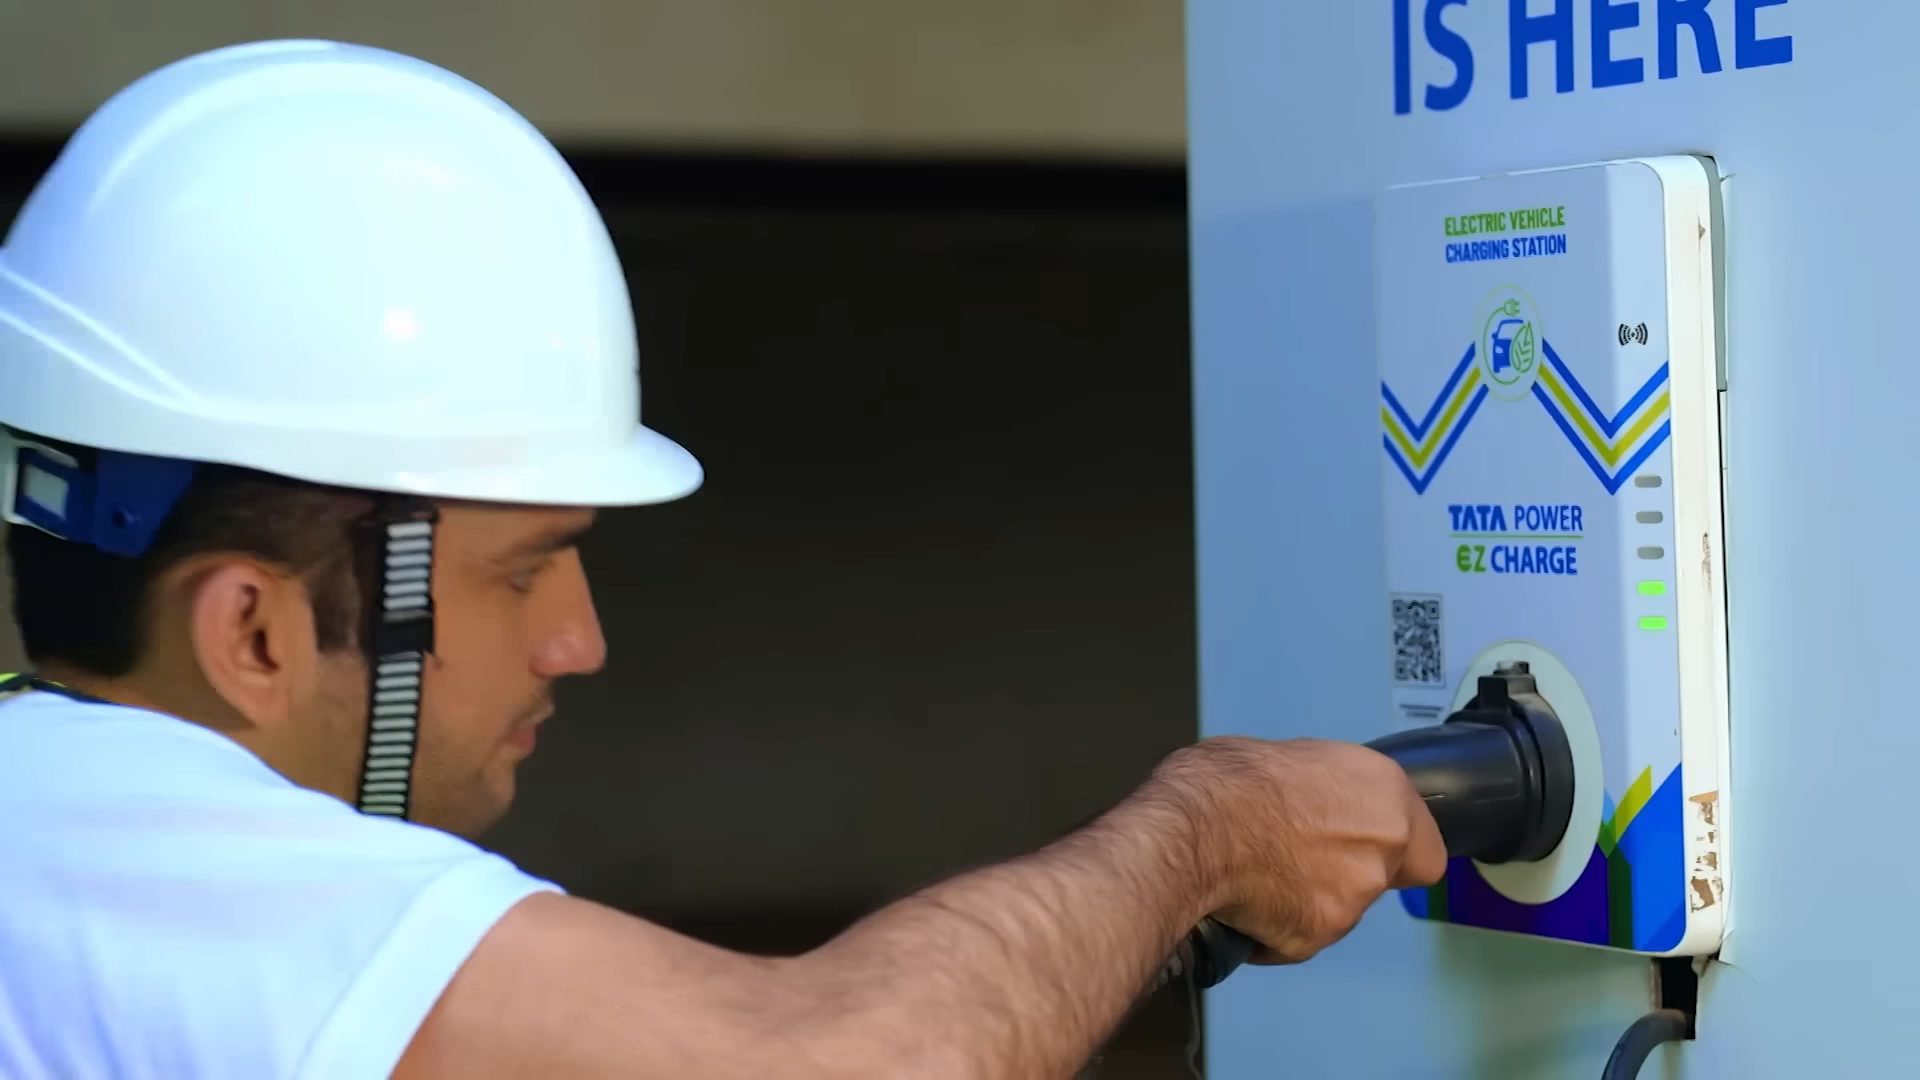 IS HERE
ELECTRIC VEHICLE
CHARGING STATION
TATA POWER
EZ CHARGE